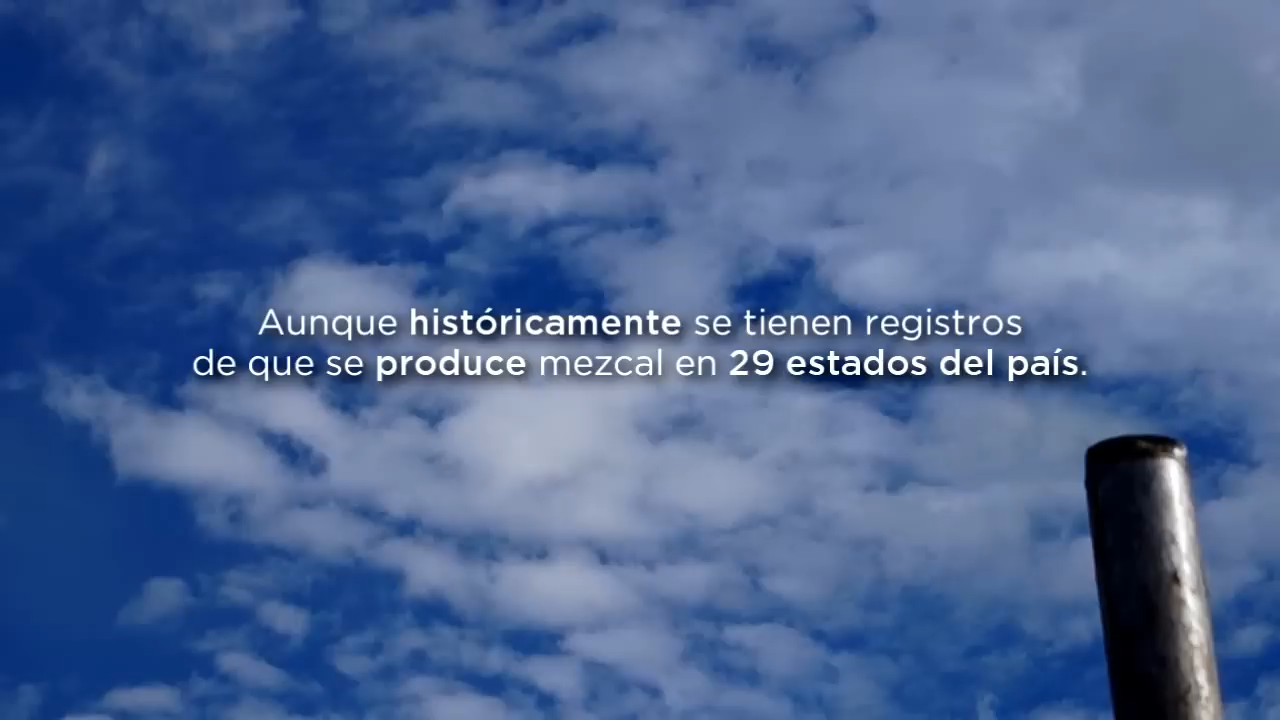 Aunque históricamente se tienen registros
de que se produce mezcal en 29 estados del país.